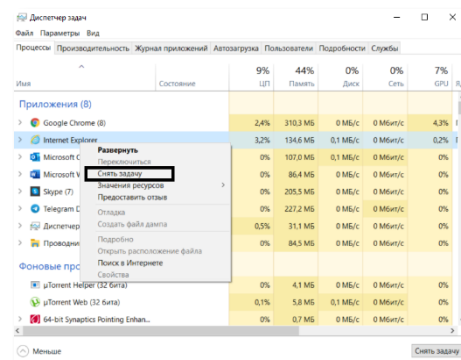 Диспетчер задач
Файл Параметры Вид
Процессы Производительность Журнал приложений Автозагрузка Пользователи Подробности Службы
9% 44% 0% 0% 7%
Имя Состояние ЦП Память Диск Сеть GPU
Приложения (8)
Google Chrome (8) 2,4% 310,3 МБ 0 МБ/с 0 Мбит/с 4,3%
Internet Explorer 3,2% 134,6 МБ 0,1 МБ/с 0 Мбит/с 0,2%
Развернуть
Microsoft 0% 107,0 МБ 0,1 МБ/с 0 Мбит/с 0%
Переключиться
Microsoft 0% 86,4 МБ 0 МБ/с 0 Мбит/с 0%
Снять задачу
Значения ресурсов
Skype (7) 0% 205,5 МБ 0 МБ/с 0 Мбит/с 0%
Предоставить отзыв
Telegram D 0% 227,2 МБ 0 МБ/с 0 Мбит/с 0%
Отладка
Диспетчер 0,5% 31,1 МБ 0 МБ/с 0 Мбит/с 0%
Создать файл дампа
Проводни 0% 84,5 МБ 0 МБ/с 0 Мбит/с 0%
Подробно
Открыть расположение файла
Фоновые про
Поиск в Интернете
Свойства
µTorrent Helper (32 бита) 0% 4,1 МБ 0 МБ/с 0 Мбит/с 0%
µTorrent Web (32 бита) 0,1% 5,8 МБ 0,1 МБ/с 0 Мбит/с 0%
64-bit Synaptics Pointing Enhan... 0% 0,7 МБ 0 МБ/с 0 Мбит/с 0%
Меньше Снять задачу